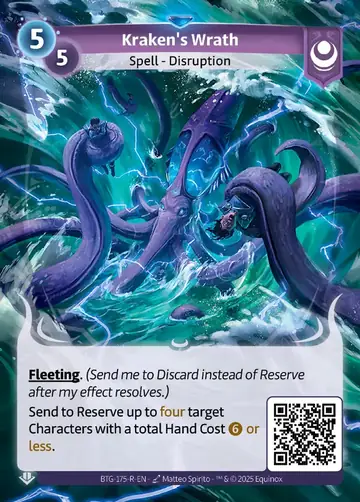 5
5
Kraken's Wrath
Spell - Disruption
Fleeting. (Send me to Discard instead of Reserve
after my effect resolves.)
Send to Reserve up to four target
Characters with a total Hand Cost 6 or
less.
BTG-175-R-EN - Matteo Spirito - ™ & © 2025 Equinox